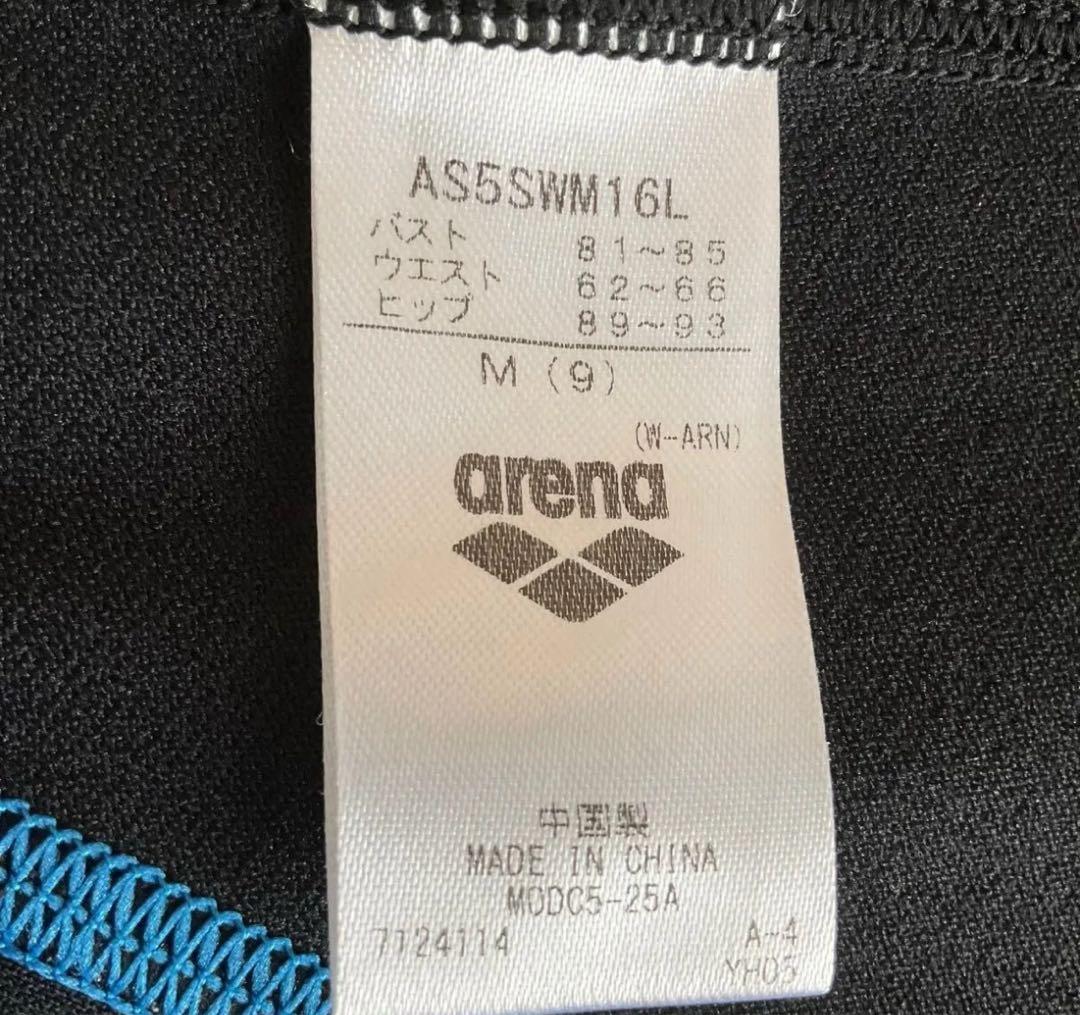 AS5SWM16L
バスト 81~85
ウエスト 62~66
ヒップ 89~93
M (9)
(W-ARN)
arena
中国製
MADE IN CHINA
MODC5-25A
7124114 A-4
YH05